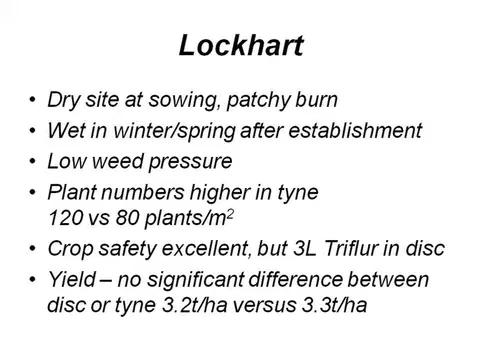 Lockhart
• Dry site at sowing, patchy burn
• Wet in winter/spring after establishment
• Low weed pressure
• Plant numbers higher in tyne
120 vs 80 plants/m²
• Crop safety excellent, but 3L Triflur in disc
• Yield – no significant difference between
disc or tyne 3.2t/ha versus 3.3t/ha